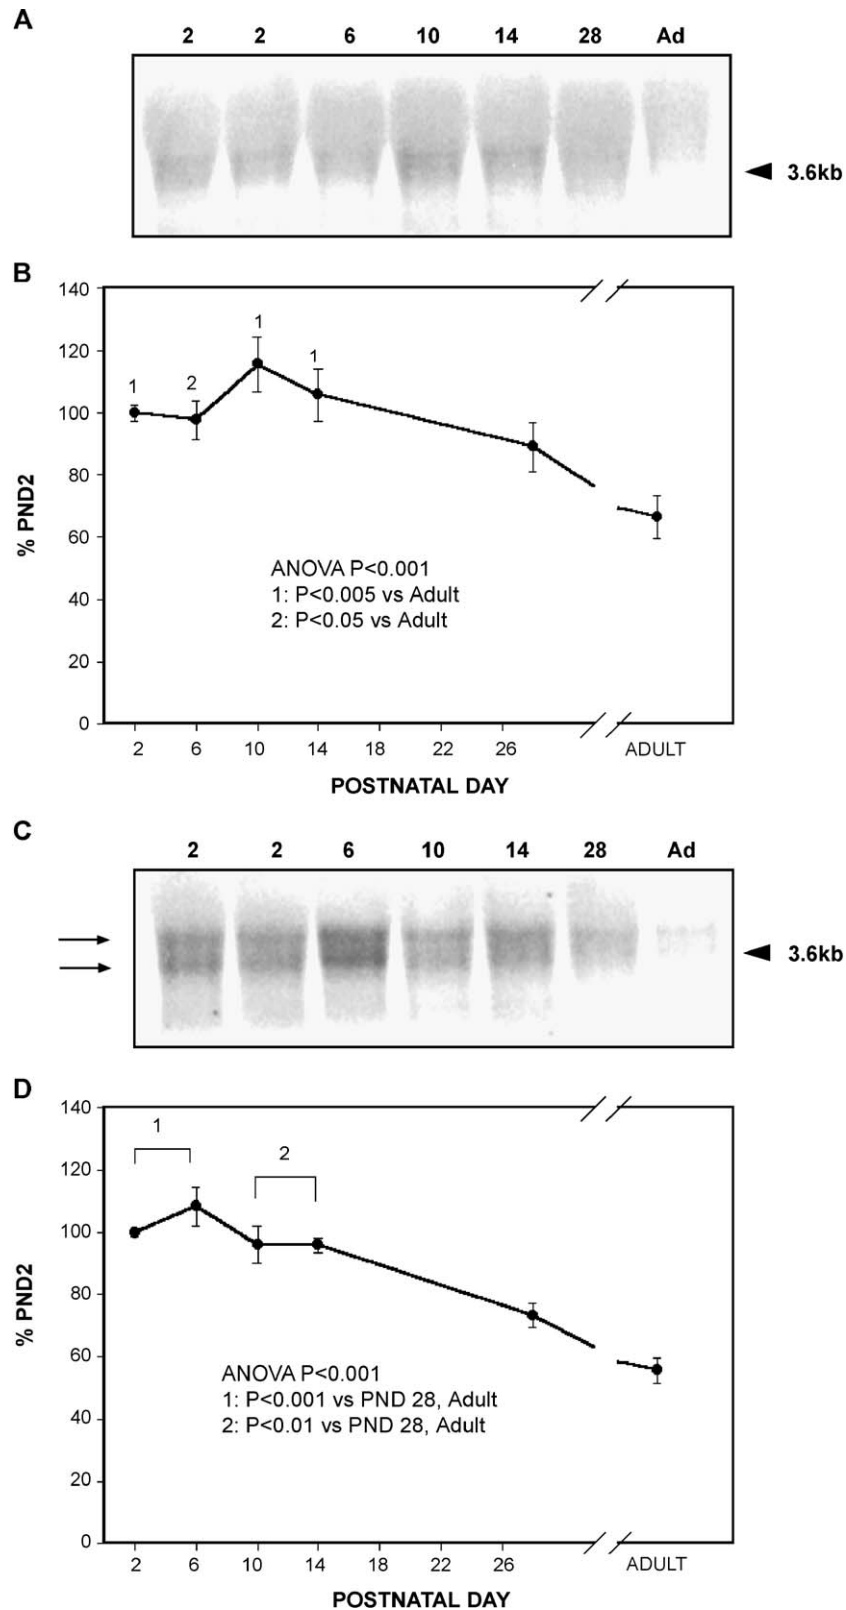 A
2 2 6 10 14 28 Ad
3.6kb
B
140
120
100
80
60
40
20
0
% PND2
1
2
1
1
ANOVA P<0.001
1: P<0.005 vs Adult
2: P<0.05 vs Adult
2 6 10 14 18 22 26 ADULT
POSTNATAL DAY
C
2 2 6 10 14 28 Ad
3.6kb
D
140
120
100
80
60
40
20
0
% PND2
1
2
ANOVA P<0.001
1: P<0.001 vs PND 28, Adult
2: P<0.01 vs PND 28, Adult
2 6 10 14 18 22 26 ADULT
POSTNATAL DAY